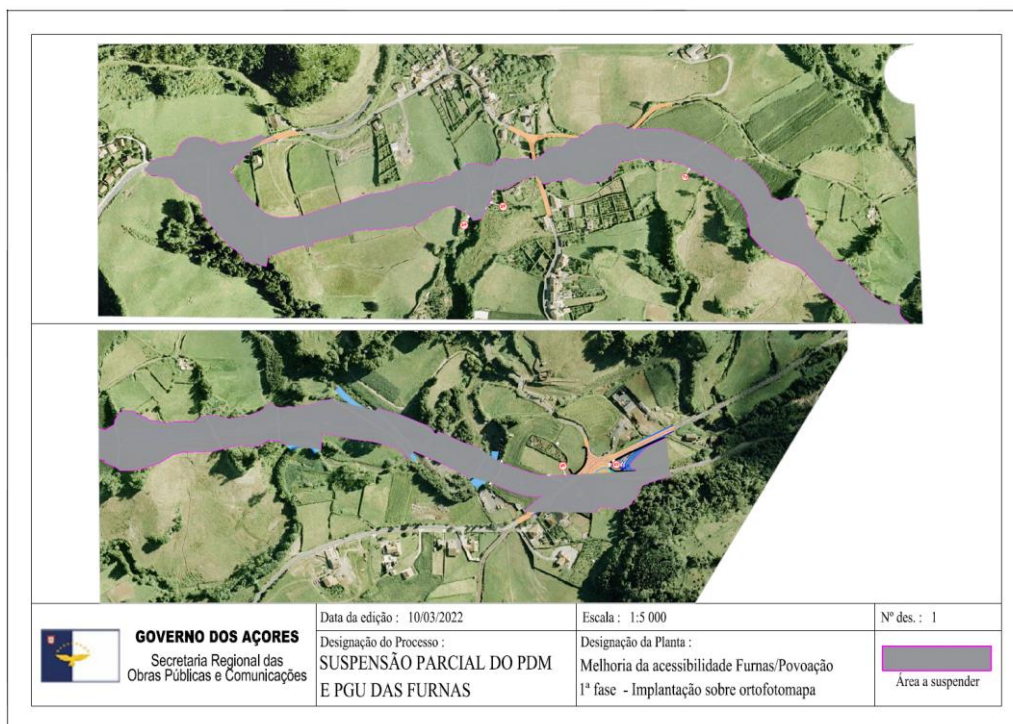 GOVERNO DOS AÇORES
Secretaria Regional das
Obras Públicas e Comunicações
Data da edição : 10/03/2022
Designação do Processo :
SUSPENSÃO PARCIAL DO PDM
E PGU DAS FURNAS
Escala : 1:5 000
Designação da Planta :
Melhoria da acessibilidade Furnas/Povoação
1ª fase - Implantação sobre ortofotomapa
Nº des. : 1
Área a suspender